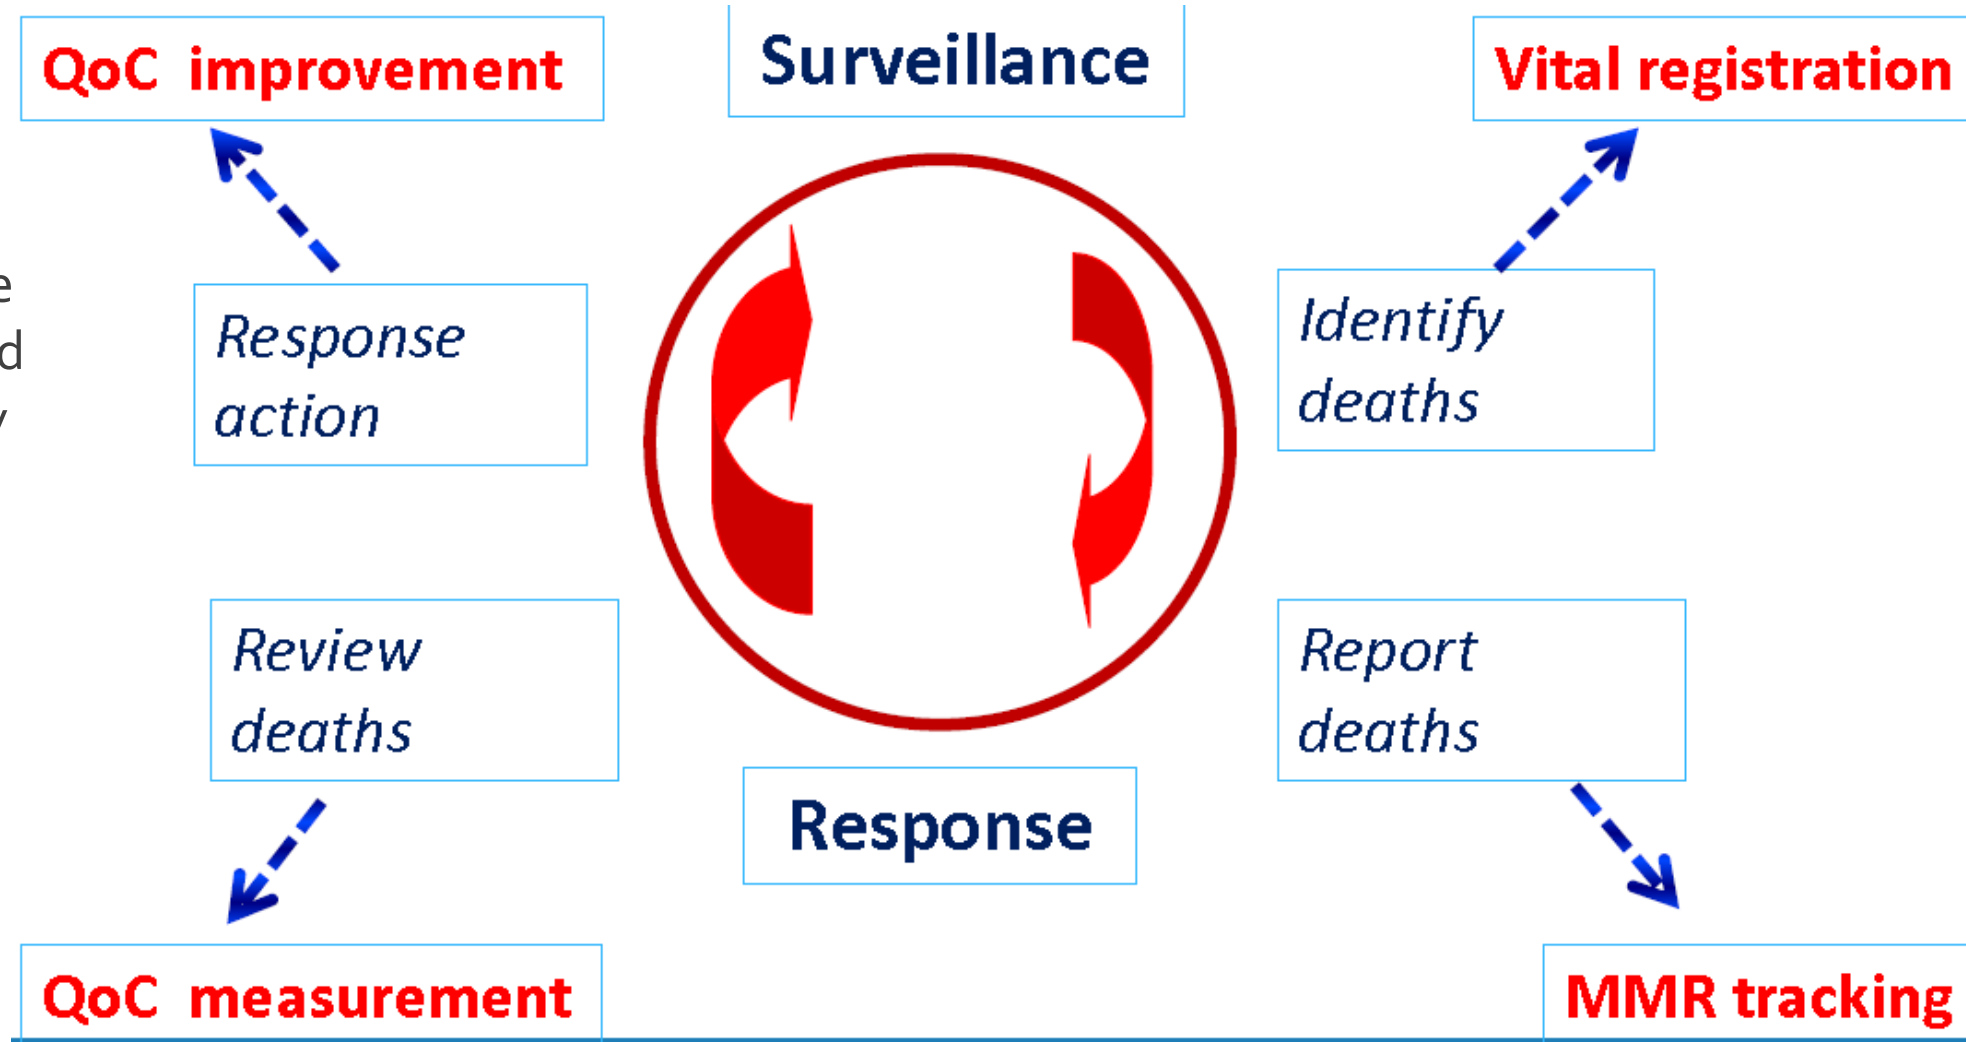 QoC improvement
Surveillance
Vital registration
e
d
y
Response
action
Identify
deaths
Review
deaths
Report
deaths
Response
QoC measurement
MMR tracking